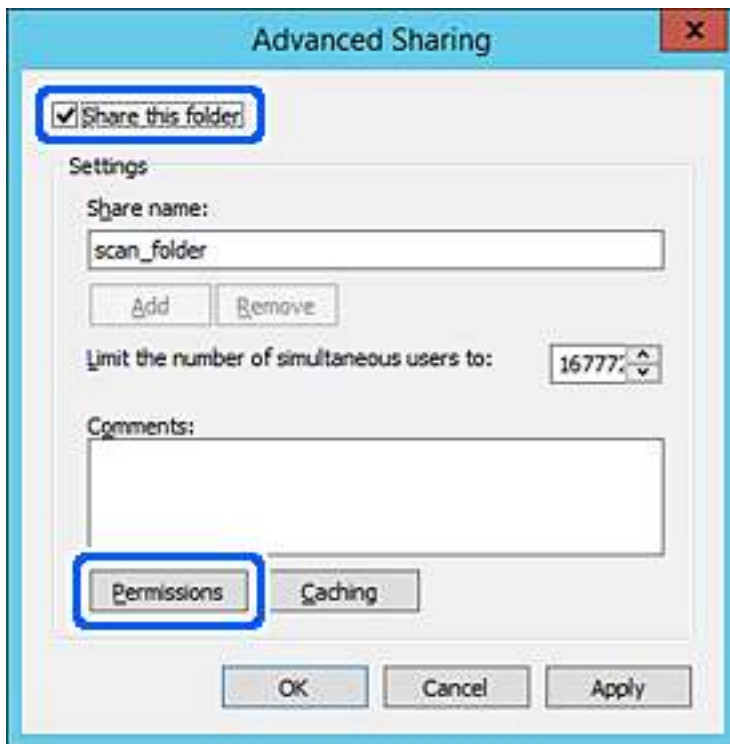 Advanced Sharing
x
Share this folder
Settings
Share name:
scan_folder
Add Remove
Limit the number of simultaneous users to:
Comments:
Permissions Caching
OK Cancel Apply